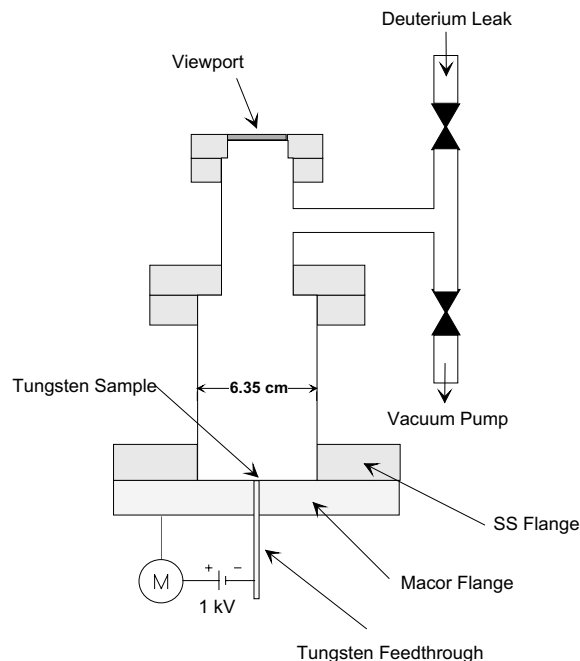 Deuterium Leak
Viewport
6.35 cm
Tungsten Sample
Vacuum Pump
SS Flange
Macor Flange
+ −
M
1 kV
Tungsten Feedthrough